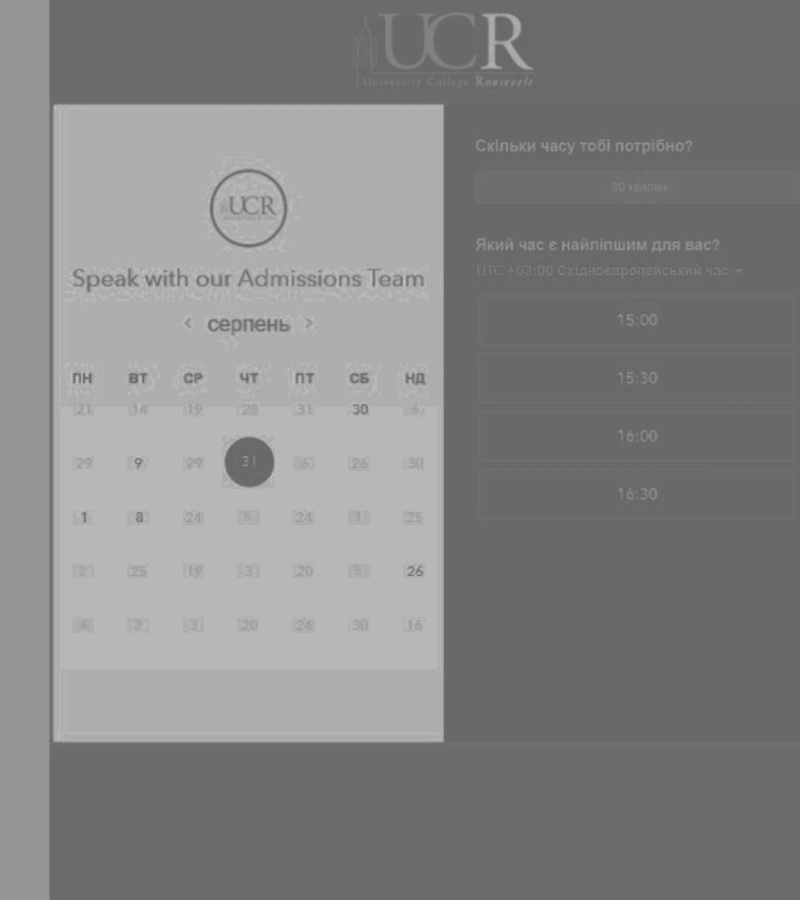 UCR
University College Roosevelt
UCR
Speak with our Admissions Team
< серпень >
ПН ВТ СР ЧТ ПТ СБ НД
21 14 19 28 31 30 6
29 9 29 31 6 26 30
1 8 24 5 24 1 25
2 25 19 3 20 5 26
4 2 3 20 24 30 16
Скільки часу тобі потрібно?
30 хвилин
Який час є найліпшим для вас?
UTC +03:00 Східноєвропейський час
15:00
15:30
16:00
16:30